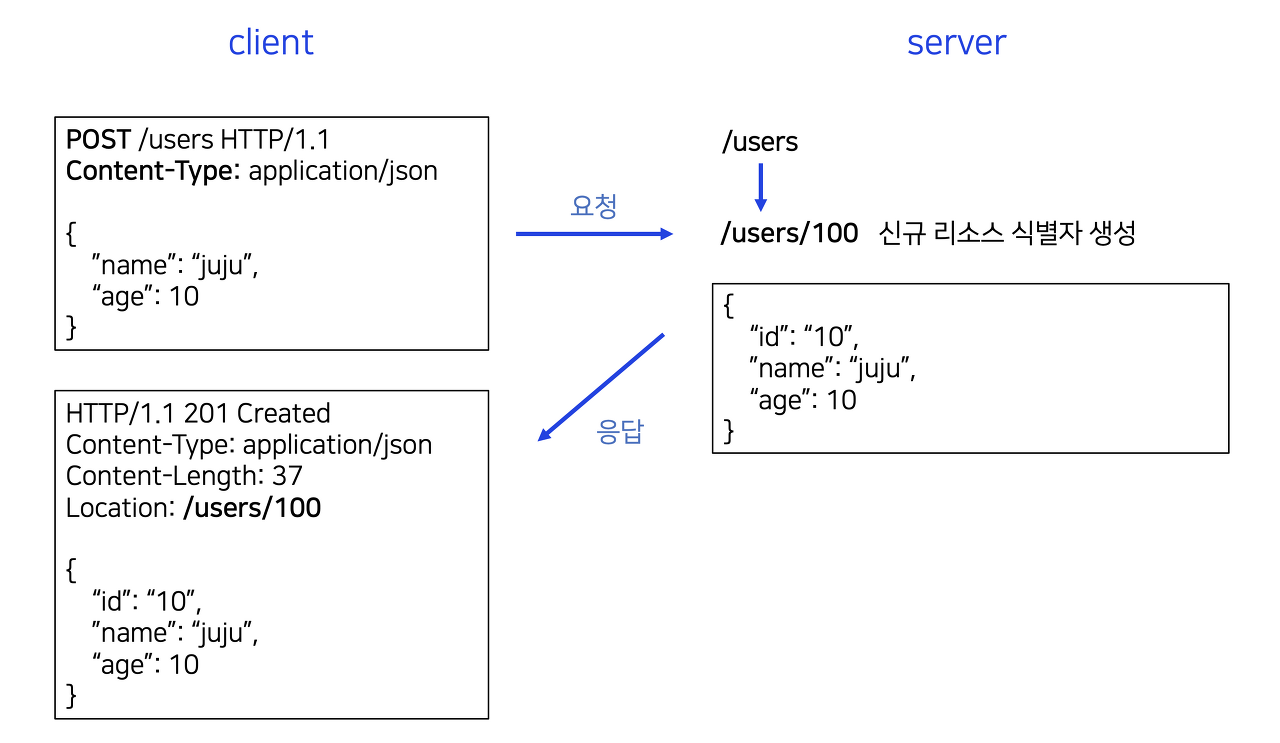 client
server
POST /users HTTP/1.1
Content-Type: application/json
{
”name”: “juju”,
“age”: 10
}
요청
/users
/users/100 신규 리소스 식별자 생성
{
“id”: “10”,
”name”: “juju”,
“age”: 10
}
응답
HTTP/1.1 201 Created
Content-Type: application/json
Content-Length: 37
Location: /users/100
{
“id”: “10”,
”name”: “juju”,
“age”: 10
}